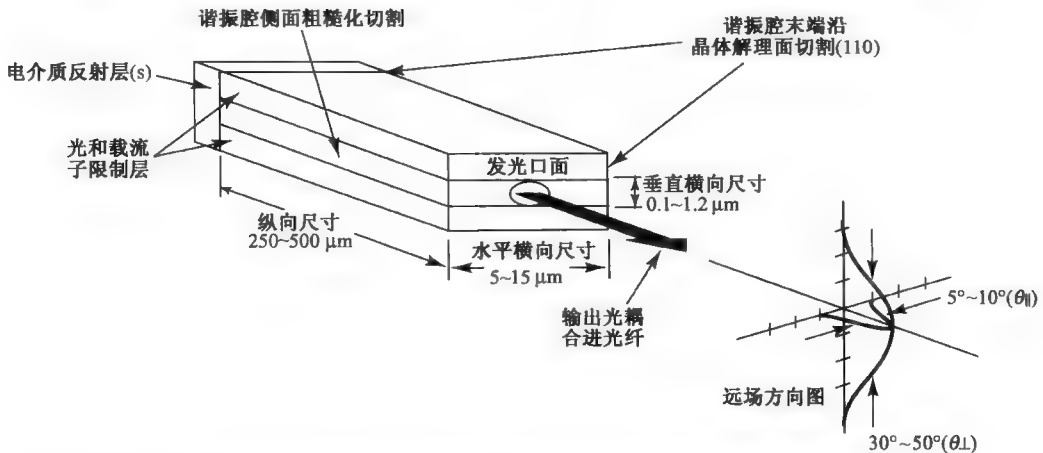 谐振腔侧面粗糙化切割
谐振腔末端沿
晶体解理面切割(110)
电介质反射层(s)
光和载流
子限制层
发光口面
垂直横向尺寸
0.1~1.2 μm
纵向尺寸
250~500 μm
水平横向尺寸
5~15 μm
输出光耦
合进光纤
5°~10°(θ∥)
远场方向图
30°~50°(θ⊥)